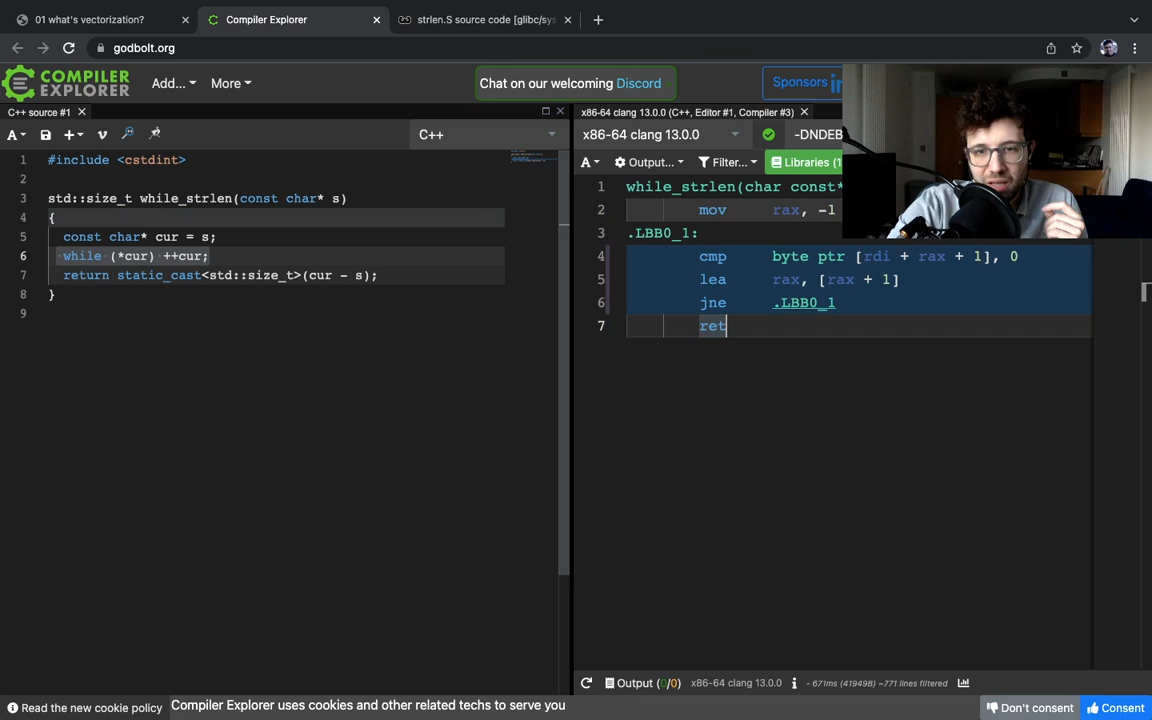 01 what's vectorization?
Compiler Explorer
strlen.S source code [glibc/sys
godbolt.org
COMPILER
EXPLORER
Add...
More
Chat on our welcoming Discord
Sponsors
C++ source #1
x86-64 clang 13.0.0 (C++, Editor #1, Compiler #3)
A
C++
x86-64 clang 13.0.0
-DNDEB
A
Output...
Filter...
Libraries (1
1 #include <cstdint>
2
3 std::size_t while_strlen(const char* s)
4 {
5 const char* cur = s;
6 while (*cur) ++cur;
7 return static_cast<std::size_t>(cur - s);
8 }
9
1 while_strlen(char const*
2 mov rax, -1
3 .LBB0_1:
4 cmp byte ptr [rdi + rax + 1], 0
5 lea rax, [rax + 1]
6 jne .LBB0_1
7 ret
Output (0/0) x86-64 clang 13.0.0 - 671ms (419498) ~771 lines filtered
Read the new cookie policy
Compiler Explorer uses cookies and other related techs to serve you
Don't consent
Consent